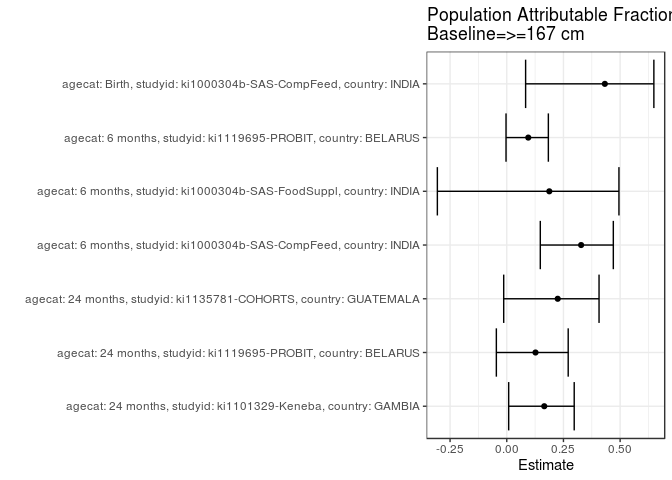 Population Attributable Fraction
Baseline=>=167 cm
agecat: Birth, studyid: ki1000304b-SAS-CompFeed, country: INDIA
agecat: 6 months, studyid: ki1119695-PROBIT, country: BELARUS
agecat: 6 months, studyid: ki1000304b-SAS-FoodSuppl, country: INDIA
agecat: 6 months, studyid: ki1000304b-SAS-CompFeed, country: INDIA
agecat: 24 months, studyid: ki1135781-COHORTS, country: GUATEMALA
agecat: 24 months, studyid: ki1119695-PROBIT, country: BELARUS
agecat: 24 months, studyid: ki1101329-Keneba, country: GAMBIA
-0.25 0.00 0.25 0.50
Estimate